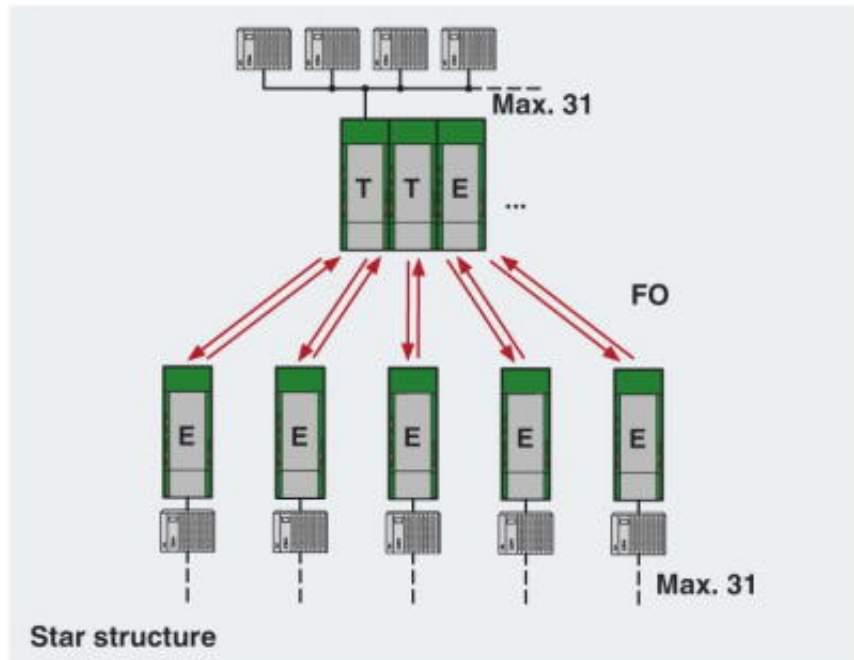 Max. 31
T T E
...
FO
E E E E E
Max. 31
Star structure